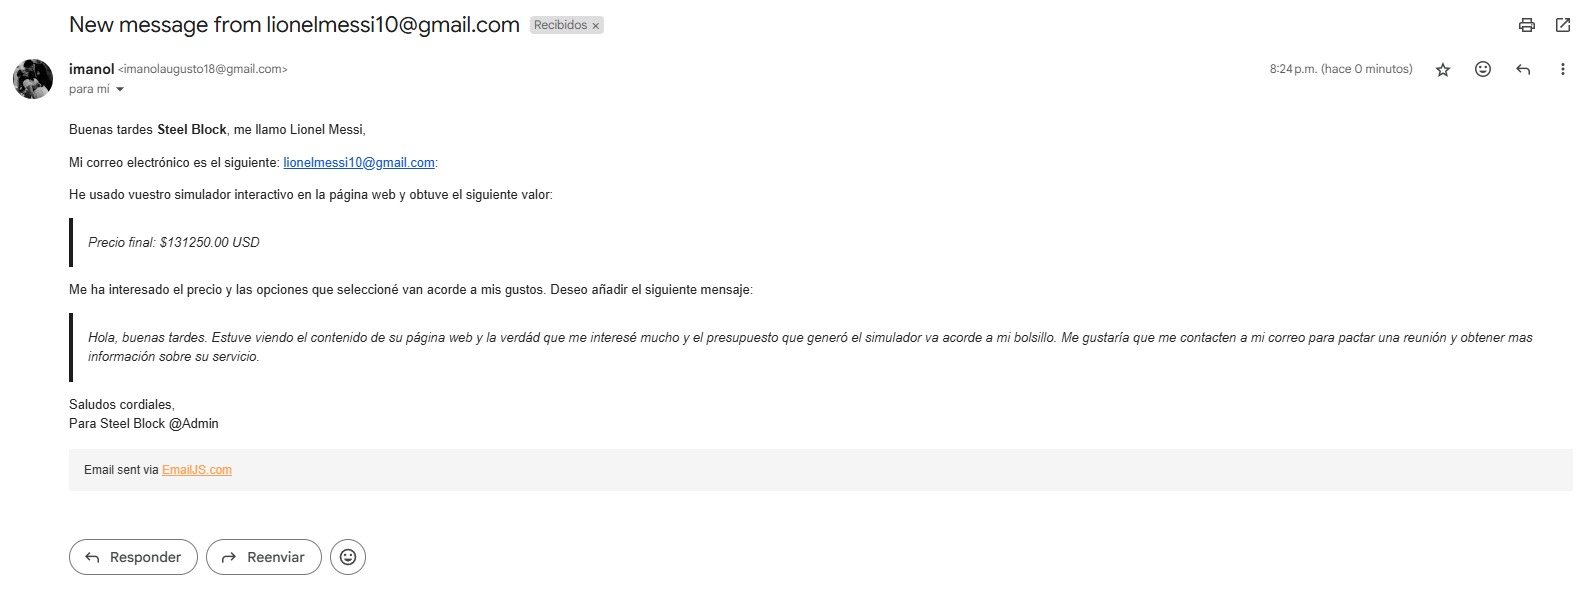 New message from lionelmessi10@gmail.com Recibidos ×
imanol <imanolaugusto18@gmail.com> 8:24 p.m. (hace 0 minutos)
para mí
Buenas tardes Steel Block, me llamo Lionel Messi,
Mi correo electrónico es el siguiente: lionelmessi10@gmail.com:
He usado vuestro simulador interactivo en la página web y obtuve el siguiente valor:
Precio final: $131250.00 USD
Me ha interesado el precio y las opciones que seleccioné van acorde a mis gustos. Deseo añadir el siguiente mensaje:
Hola, buenas tardes. Estuve viendo el contenido de su página web y la verdád que me interesé mucho y el presupuesto que generó el simulador va acorde a mi bolsillo. Me gustaría que me contacten a mi correo para pactar una reunión y obtener mas
información sobre su servicio.
Saludos cordiales,
Para Steel Block @Admin
Email sent via EmailJS.com
Responder Reenviar